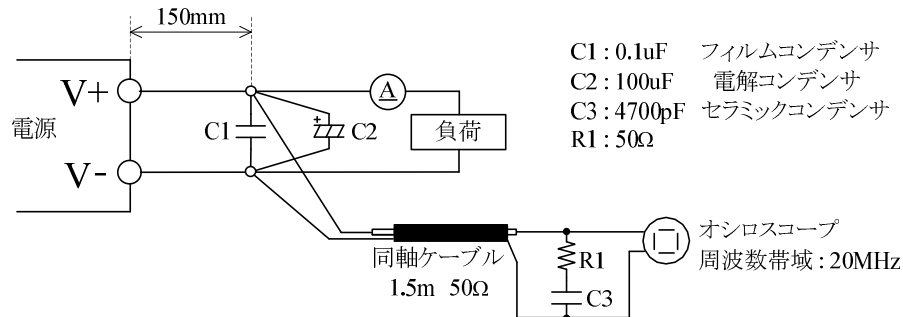 150mm
V+
電源
V-
C1
C2
A
負荷
C1 : 0.1uF フィルムコンデンサ
C2 : 100uF 電解コンデンサ
C3 : 4700pF セラミックコンデンサ
R1 : 50Ω
+
同軸ケーブル
1.5m 50Ω
R1
C3
オシロスコープ
周波数帯域 : 20MHz